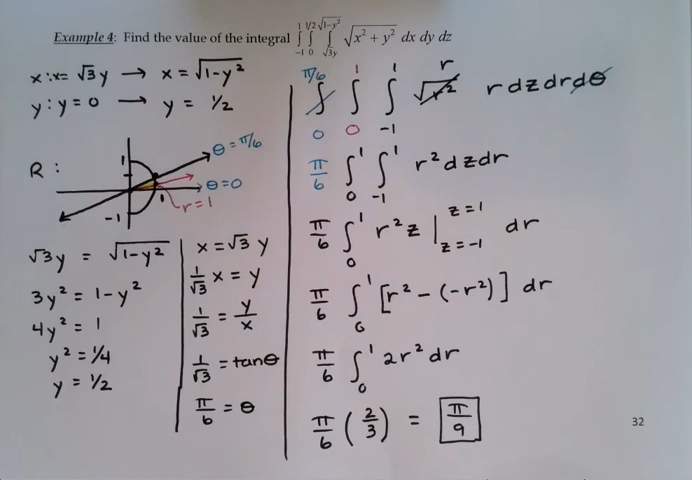 Example 4: Find the value of the integral ∫_{-1}^{1} ∫_{0}^{1/2} ∫_{√3y}^{√(1-y²)} √(x² + y²) dx dy dz
x: x = √3 y → x = √(1-y²)
y: y = 0 → y = 1/2
R:
1
-1
1
θ = π/6
θ = 0
r = 1
√3y = √(1-y²)
3y² = 1 - y²
4y² = 1
y² = 1/4
y = 1/2
x = √3 y
1/√3 x = y
1/√3 = y/x
1/√3 = tanθ
π/6 = θ
∫_{0}^{π/6} ∫_{0}^{1} ∫_{-1}^{1} √r² r r dz dr dθ
π/6 ∫_{0}^{1} ∫_{-1}^{1} r² dz dr
π/6 ∫_{0}^{1} r² z |_{z=-1}^{z=1} dr
π/6 ∫_{0}^{1} [r² - (-r²)] dr
π/6 ∫_{0}^{1} 2r² dr
π/6 (2/3) = π/9
32